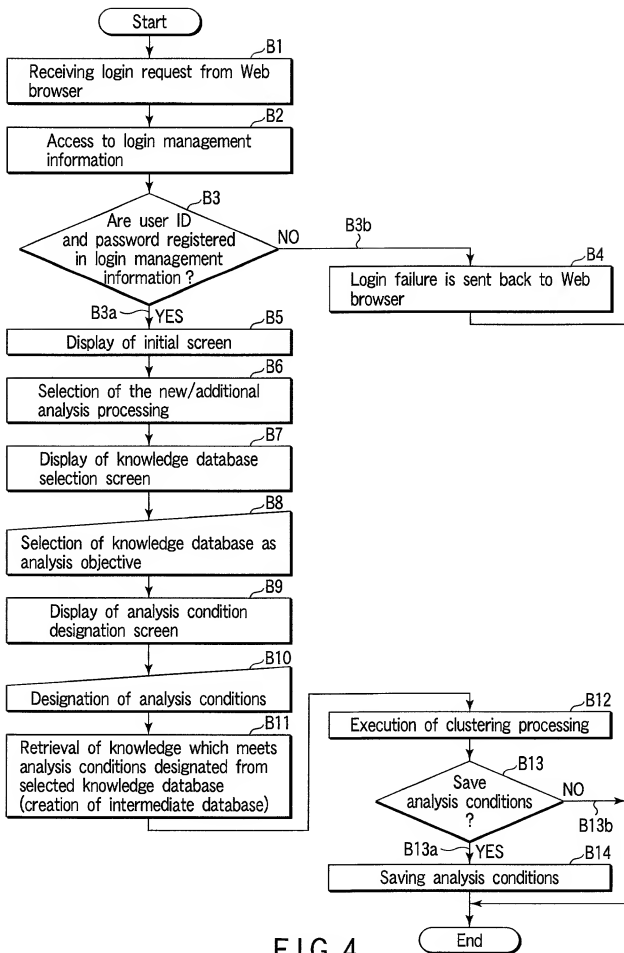 Start
B1
Receiving login request from Web
browser
B2
Access to login management
information
B3
Are user ID
and password registered
in login management
information ?
NO
B3b
B4
Login failure is sent back to Web
browser
B3a
YES
B5
Display of initial screen
B6
Selection of the new/additional
analysis processing
B7
Display of knowledge database
selection screen
B8
Selection of knowledge database as
analysis objective
B9
Display of analysis condition
designation screen
B10
Designation of analysis conditions
B11
Retrieval of knowledge which meets
analysis conditions designated from
selected knowledge database
(creation of intermediate database)
B12
Execution of clustering processing
B13
Save
analysis conditions
?
NO
B13b
B13a
YES
B14
Saving analysis conditions
End
FIG. 4